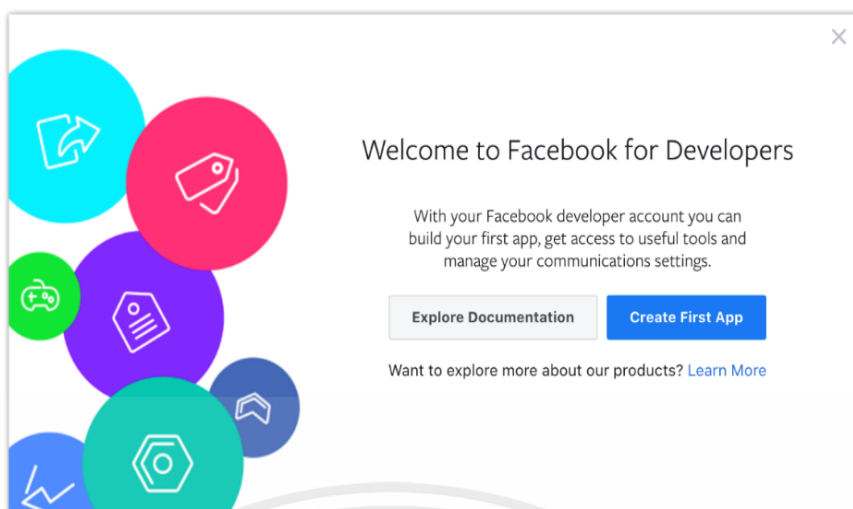 Welcome to Facebook for Developers
With your Facebook developer account you can
build your first app, get access to useful tools and
manage your communications settings.
Explore Documentation
Create First App
Want to explore more about our products? Learn More